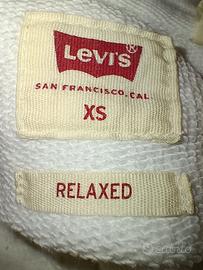 Levi's®
SAN FRANCISCO, CAL.
XS
RELAXED